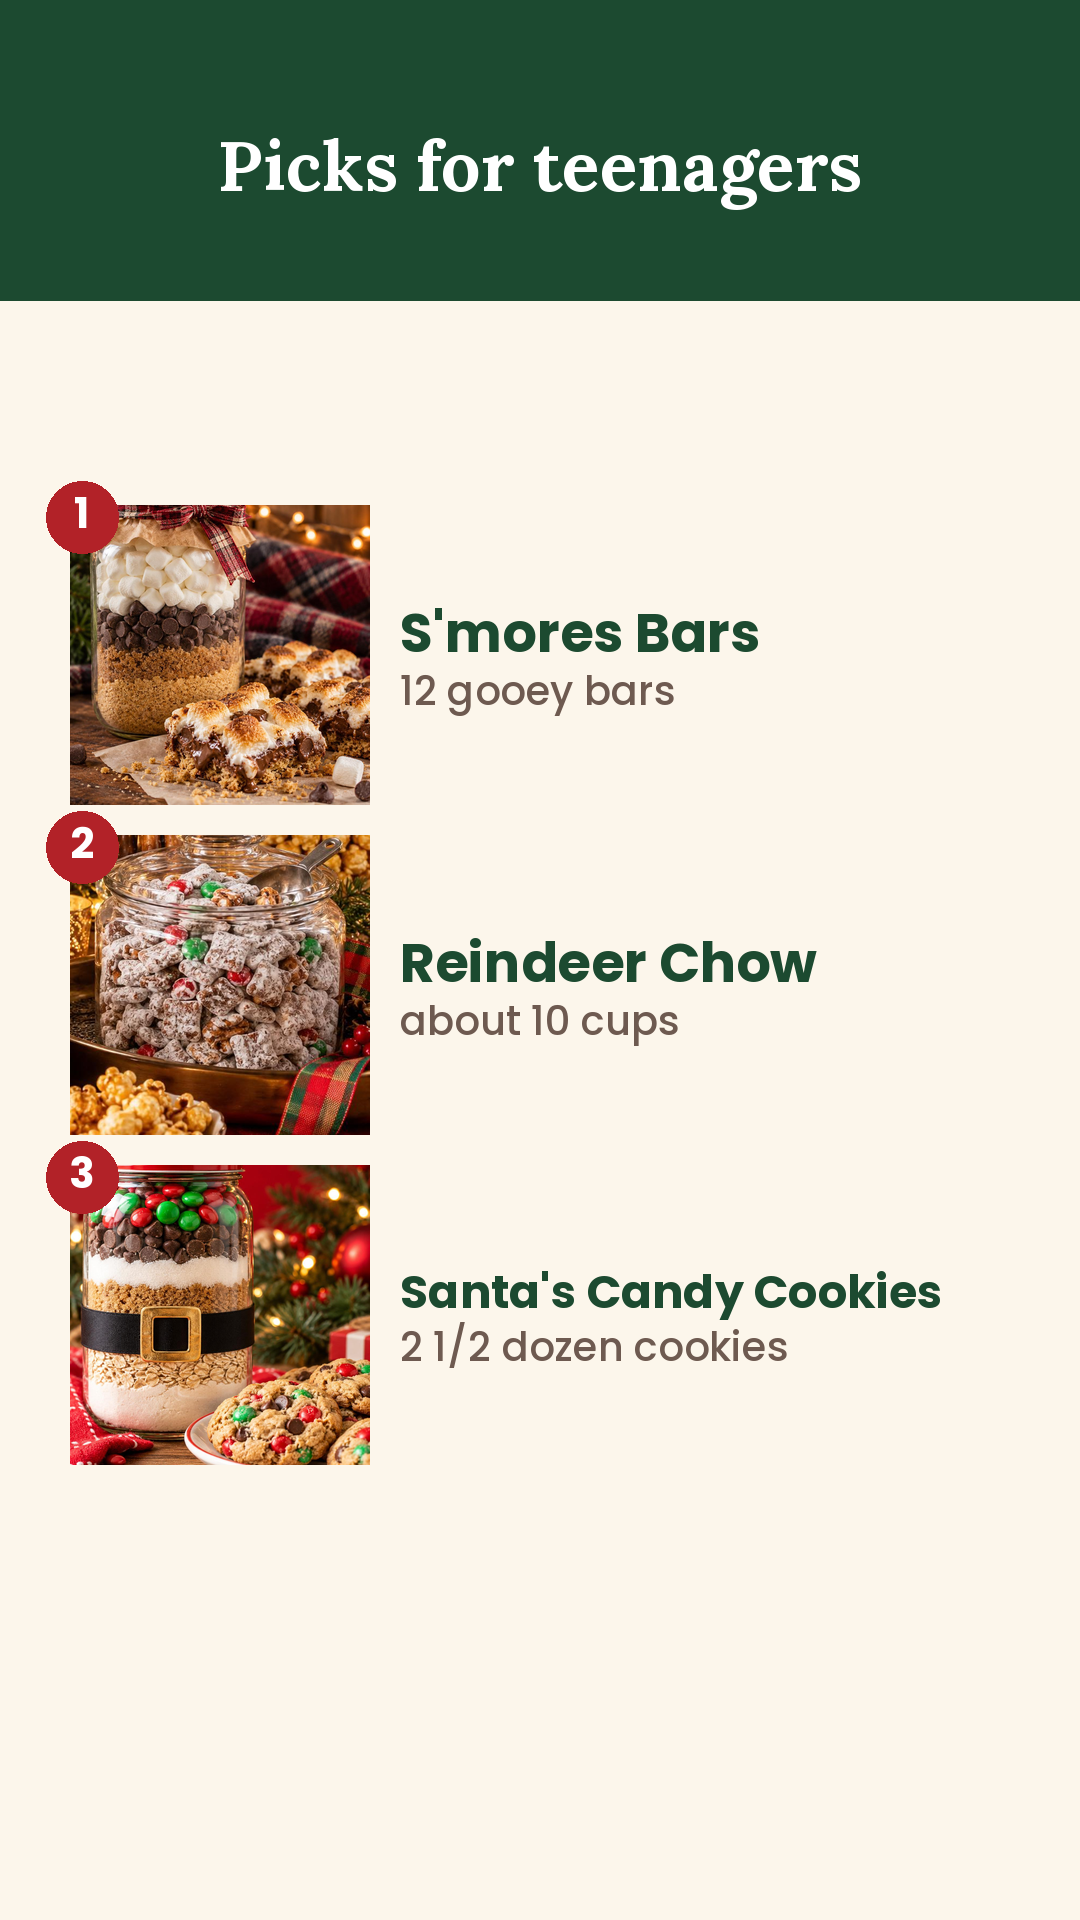 Picks for teenagers
1
S'mores Bars
12 gooey bars
2
Reindeer Chow
about 10 cups
3
Santa's Candy Cookies
2 1/2 dozen cookies